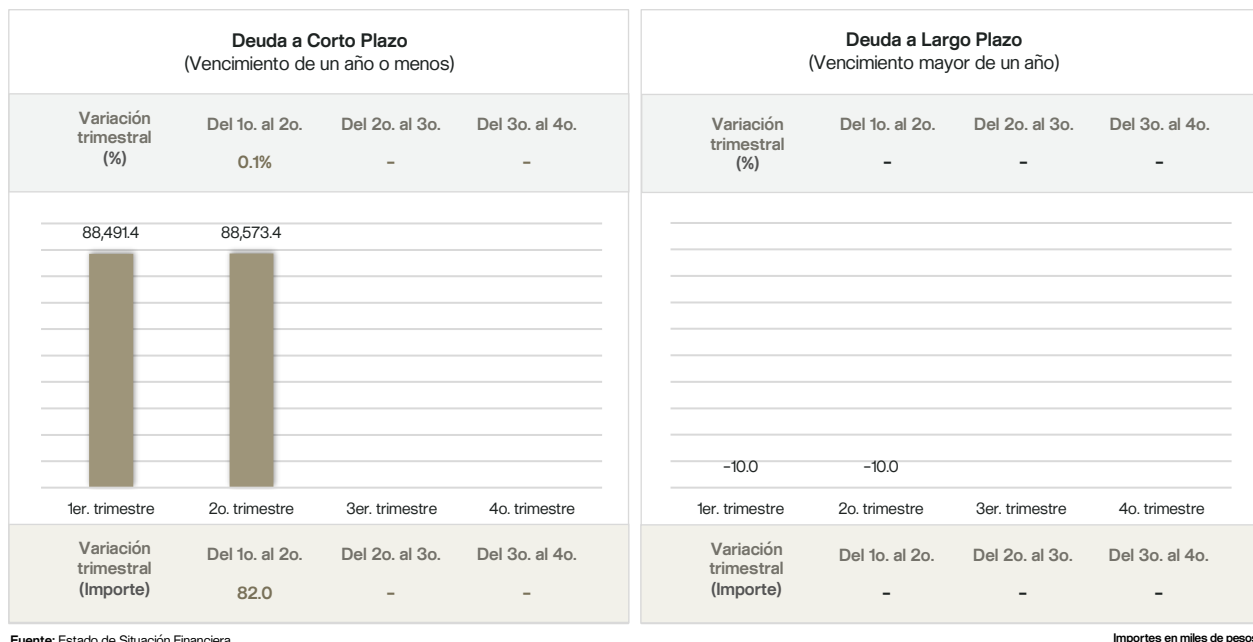 Deuda a Corto Plazo
(Vencimiento de un año o menos)
Variación
trimestral
(%)
Del 1o. al 2o. Del 2o. al 3o. Del 3o. al 4o.
0.1% – –
88,491.4 88,573.4
1er. trimestre 2o. trimestre 3er. trimestre 4o. trimestre
Variación
trimestral
(Importe)
Del 1o. al 2o. Del 2o. al 3o. Del 3o. al 4o.
82.0 – –
Deuda a Largo Plazo
(Vencimiento mayor de un año)
Variación
trimestral
(%)
Del 1o. al 2o. Del 2o. al 3o. Del 3o. al 4o.
– – –
-10.0 -10.0
1er. trimestre 2o. trimestre 3er. trimestre 4o. trimestre
Variación
trimestral
(Importe)
Del 1o. al 2o. Del 2o. al 3o. Del 3o. al 4o.
– – –
Fuente: Estado de Situación Financiera
Importes en miles de pesos